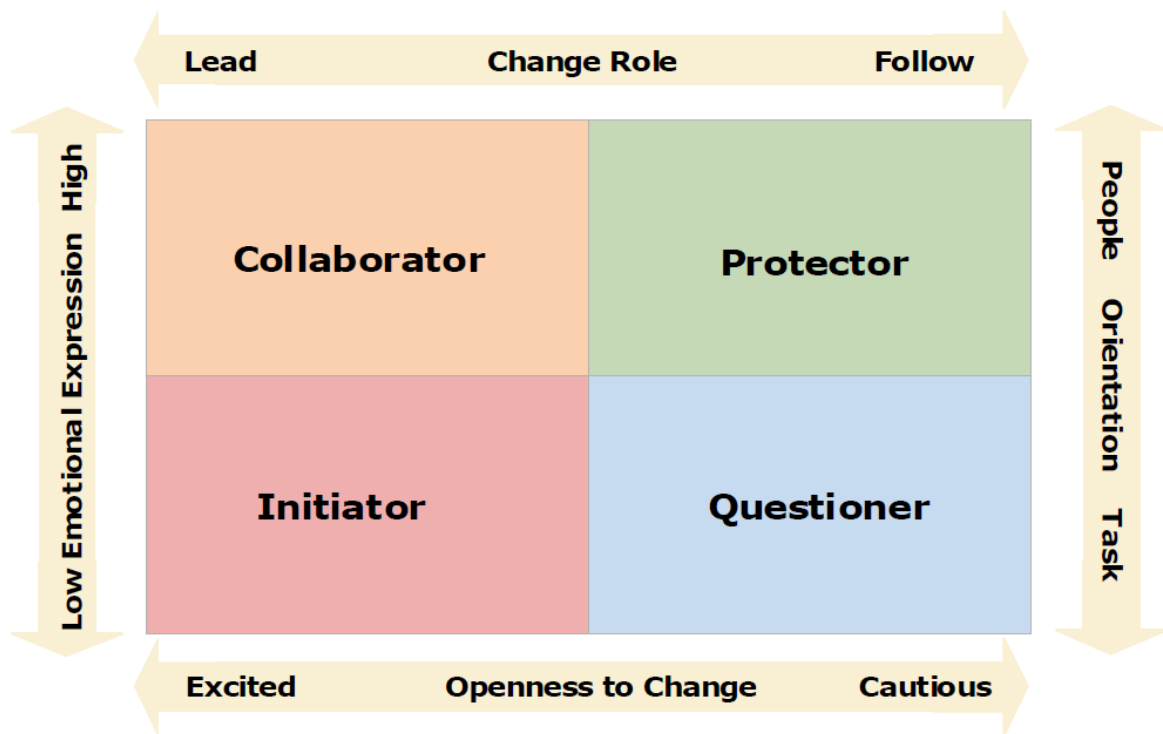 Lead Change Role Follow
Low Emotional Expression High
Collaborator
Protector
People Orientation Task
Initiator
Questioner
Excited Openness to Change Cautious